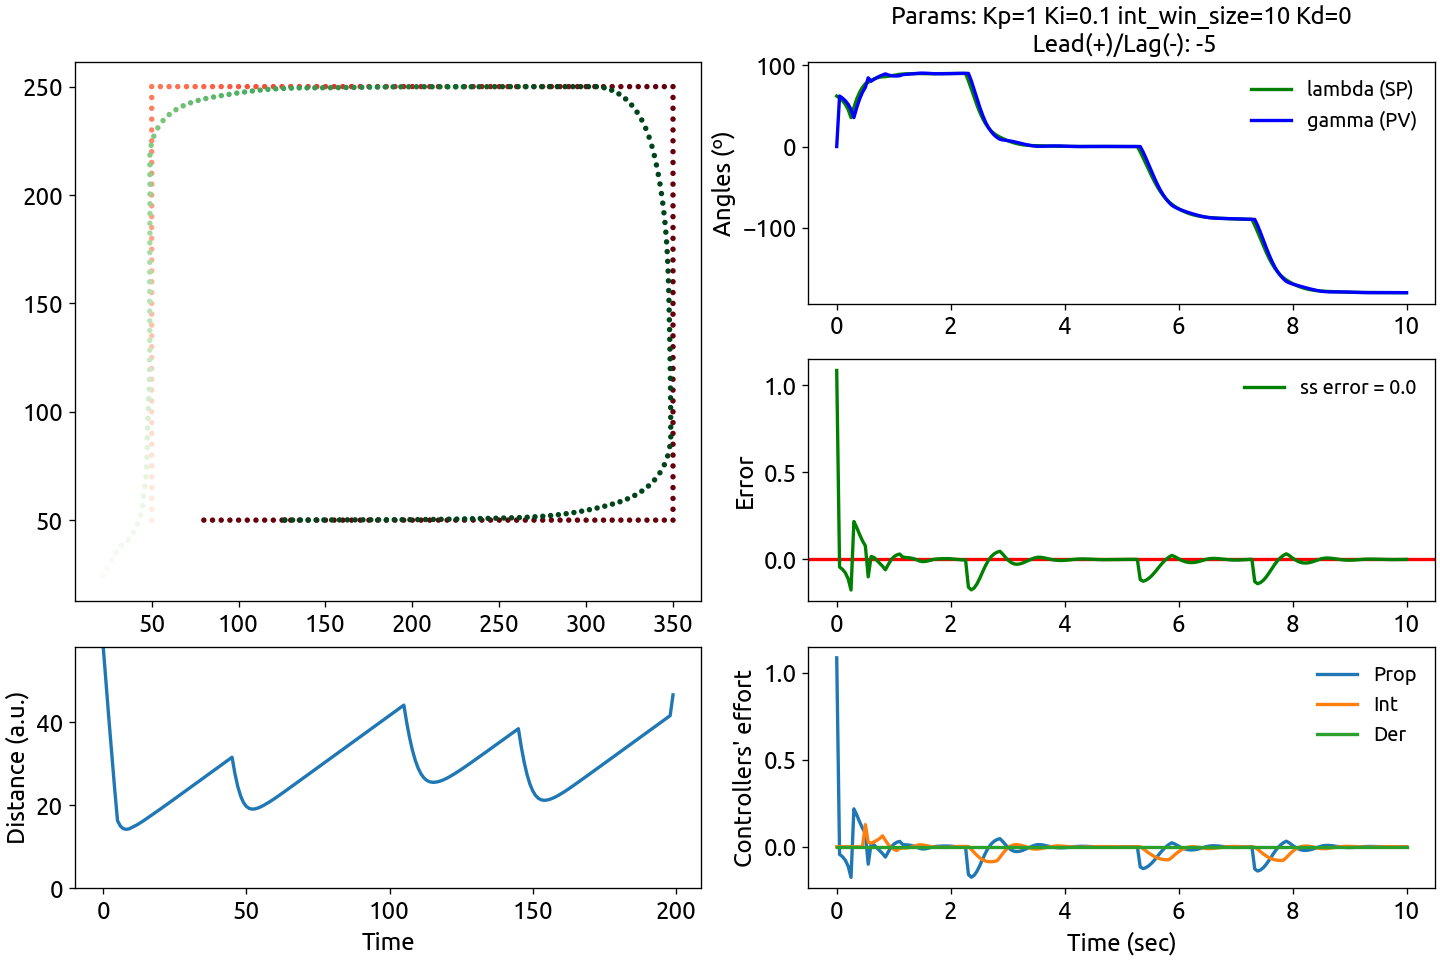 Params: Kp=1 Ki=0.1 int_win_size=10 Kd=0
Lead(+)/Lag(-): -5
250
200
150
100
50
50 100 150 200 250 300 350
Angles (º)
100
0
−100
lambda (SP)
gamma (PV)
0 2 4 6 8 10
Error
1.0
0.5
0.0
ss error = 0.0
0 2 4 6 8 10
Distance (a.u.)
40
20
0
0 50 100 150 200
Time
Controllers' effort
1.0
0.5
0.0
Prop
Int
Der
0 2 4 6 8 10
Time (sec)